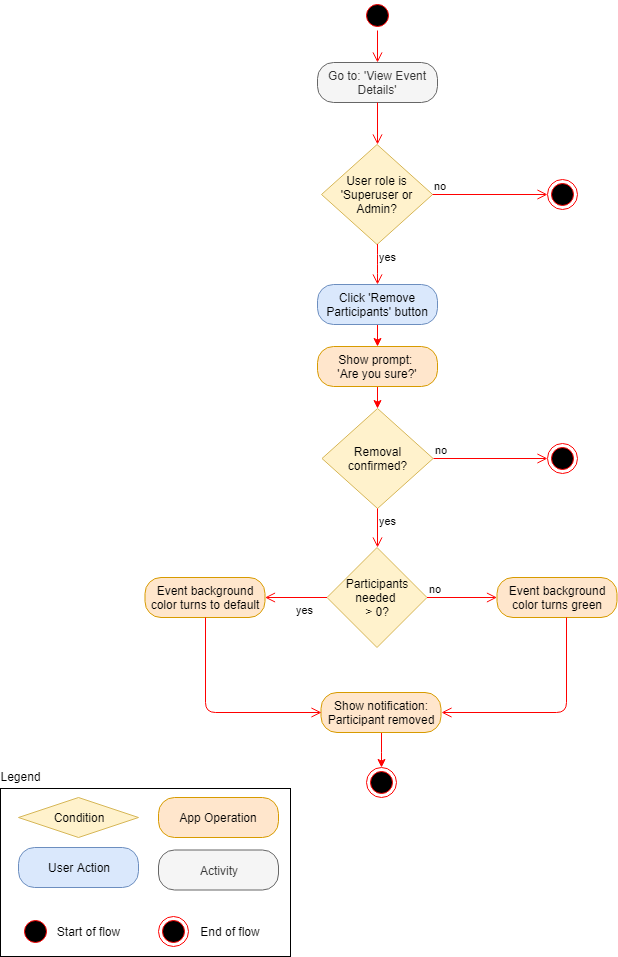 Go to: 'View Event
Details'
User role is
'Superuser or
Admin?
no
yes
Click 'Remove
Participants' button
Show prompt:
'Are you sure?'
Removal
confirmed?
no
yes
Participants
needed
> 0?
yes
no
Event background
color turns to default
Event background
color turns green
Show notification:
Participant removed
Legend
Condition
App Operation
User Action
Activity
Start of flow
End of flow